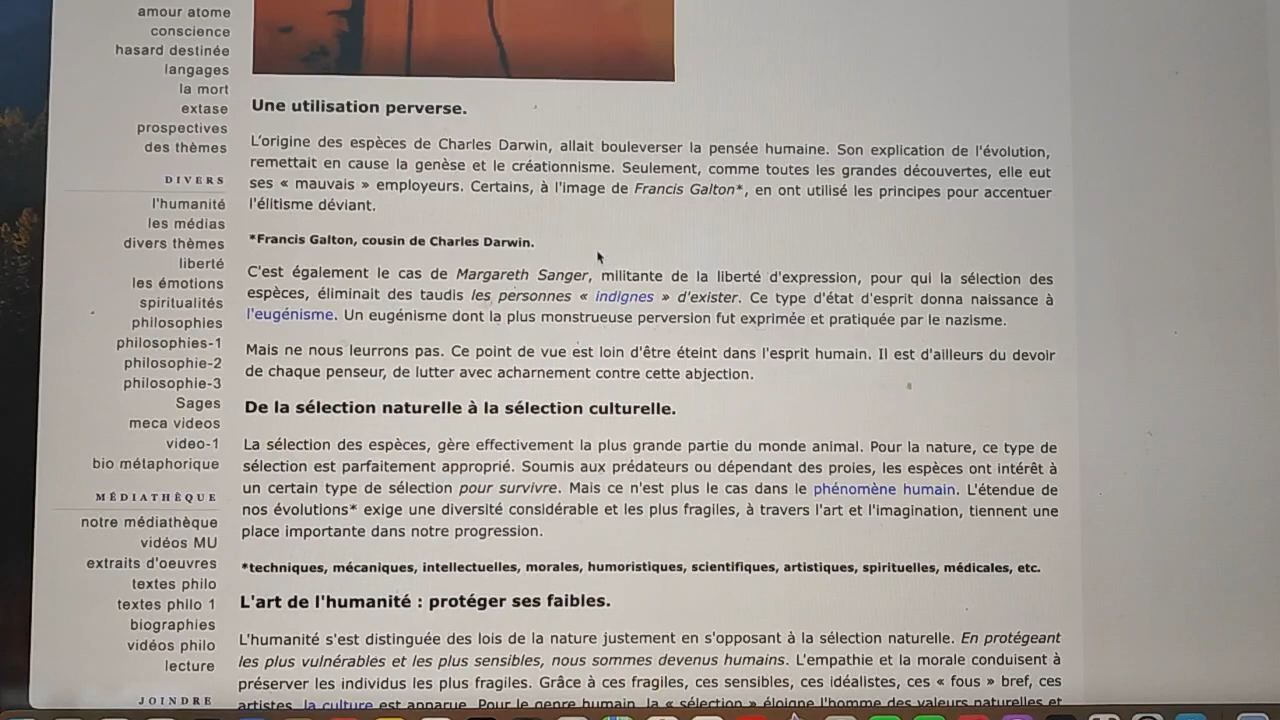 amour atome
conscience
hasard destinée
langages
la mort
extase
prospectives
des thèmes
DIVERS
l'humanité
les médias
divers thèmes
liberté
les émotions
spiritualités
philosophies
philosophies-1
philosophie-2
philosophie-3
Sages
meca videos
video-1
bio métaphorique
MÉDIATHÈQUE
notre médiathèque
vidéos MU
extraits d'oeuvres
textes philo
textes philo 1
biographies
vidéos philo
lecture
JOINDRE
Une utilisation perverse.
L'origine des espèces de Charles Darwin, allait bouleverser la pensée humaine. Son explication de l'évolution,
remettait en cause la genèse et le créationnisme. Seulement, comme toutes les grandes découvertes, elle eut
ses « mauvais » employeurs. Certains, à l'image de Francis Galton*, en ont utilisé les principes pour accentuer
l'élitisme déviant.
*Francis Galton, cousin de Charles Darwin.
C'est également le cas de Margareth Sanger, militante de la liberté d'expression, pour qui la sélection des
espèces, éliminait des taudis les personnes « indignes » d'exister. Ce type d'état d'esprit donna naissance à
l'eugénisme. Un eugénisme dont la plus monstrueuse perversion fut exprimée et pratiquée par le nazisme.
Mais ne nous leurrons pas. Ce point de vue est loin d'être éteint dans l'esprit humain. Il est d'ailleurs du devoir
de chaque penseur, de lutter avec acharnement contre cette abjection.
De la sélection naturelle à la sélection culturelle.
La sélection des espèces, gère effectivement la plus grande partie du monde animal. Pour la nature, ce type de
sélection est parfaitement approprié. Soumis aux prédateurs ou dépendant des proies, les espèces ont intérêt à
un certain type de sélection pour survivre. Mais ce n'est plus le cas dans le phénomène humain. L'étendue de
nos évolutions* exige une diversité considérable et les plus fragiles, à travers l'art et l'imagination, tiennent une
place importante dans notre progression.
*techniques, mécaniques, intellectuelles, morales, humoristiques, scientifiques, artistiques, spirituelles, médicales, etc.
L'art de l'humanité : protéger ses faibles.
L'humanité s'est distinguée des lois de la nature justement en s'opposant à la sélection naturelle. En protégeant
les plus vulnérables et les plus sensibles, nous sommes devenus humains. L'empathie et la morale conduisent à
préserver les individus les plus fragiles. Grâce à ces fragiles, ces sensibles, ces idéalistes, ces « fous » bref, ces
artistes, la culture est apparue. Pour le genre humain, la « sélection » éloigne l'homme des valeurs naturelles et